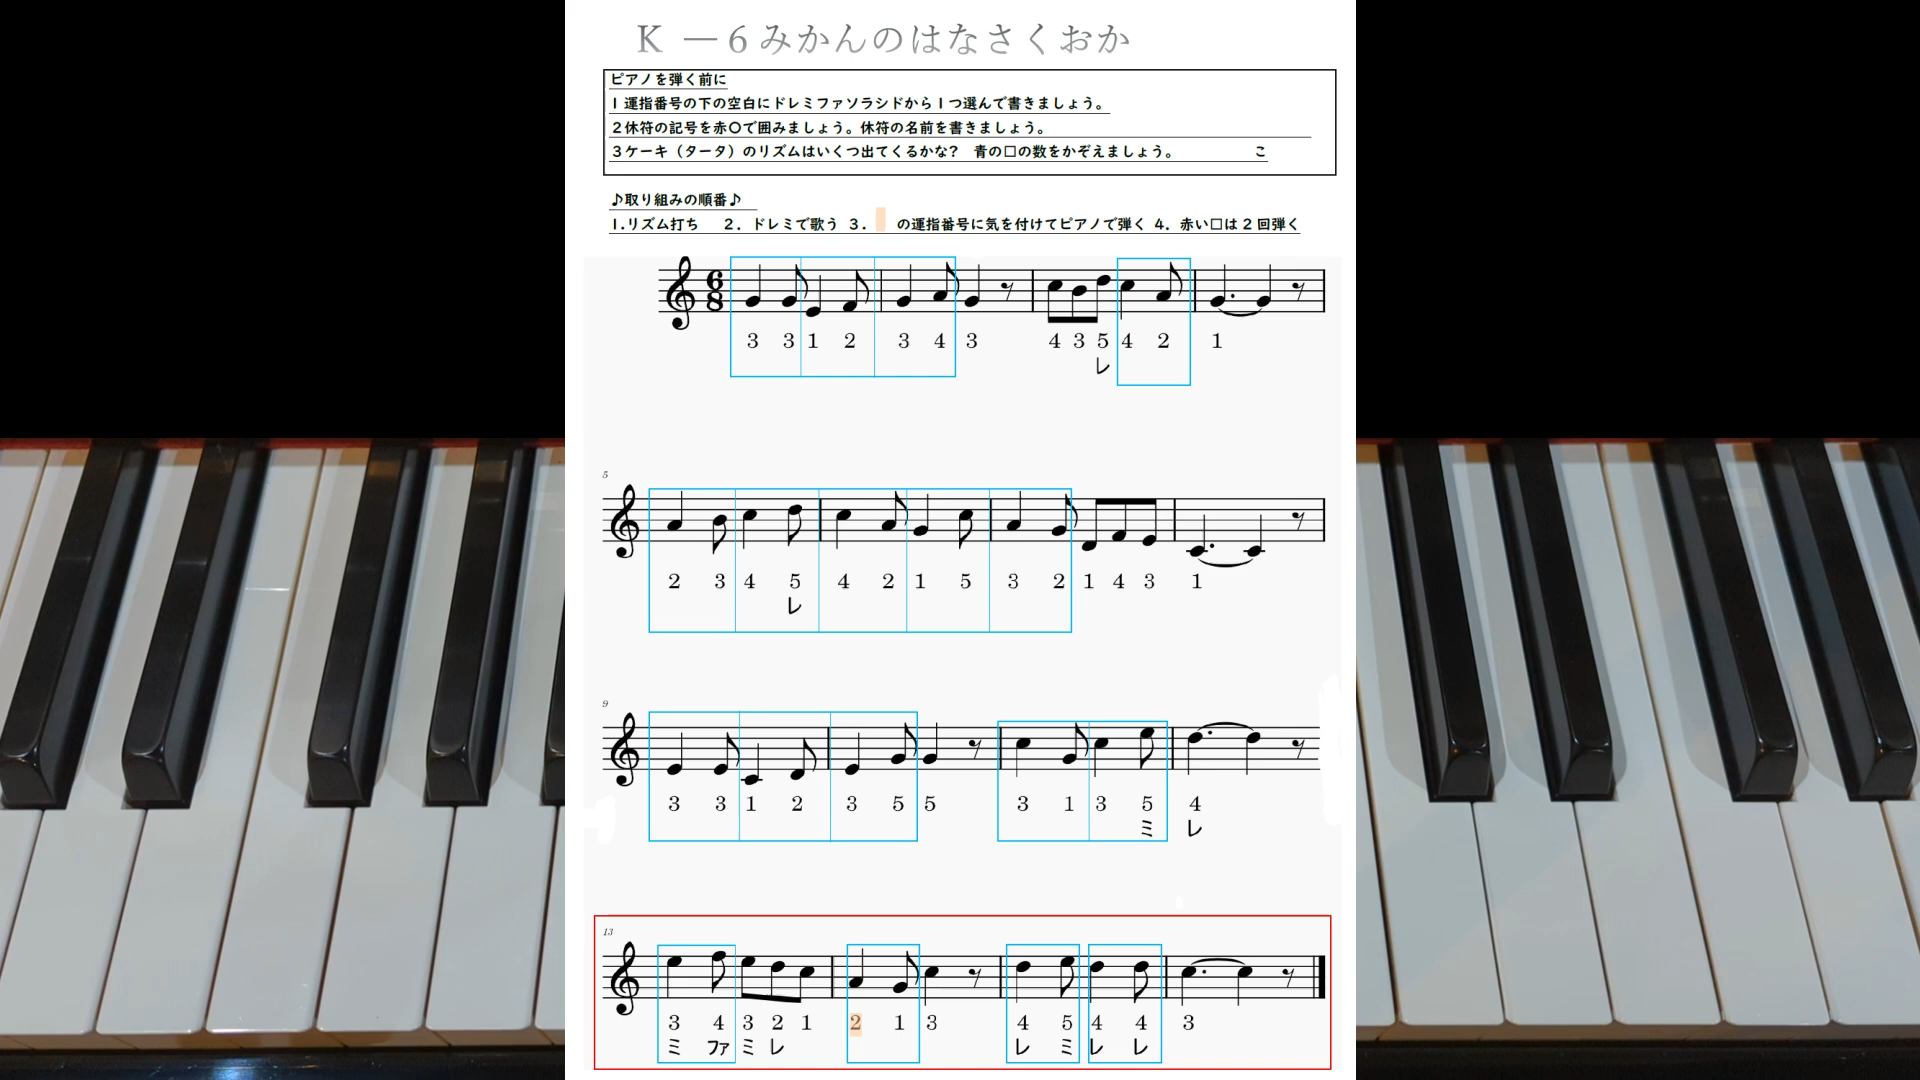 K ー6みかんのはなさくおか
ピアノを弾く前に
1 運指番号の下の空白にドレミファソラシドから1つ選んで書きましょう。
2休符の記号を赤〇で囲みましょう。休符の名前を書きましょう。
3ケーキ（タータ）のリズムはいくつ出てくるかな？ 青の□の数をかぞえましょう。 こ
♪取り組みの順番♪
1.リズム打ち 2．ドレミで歌う 3． の運指番号に気を付けてピアノで弾く 4．赤い□は2回弾く
6
8
3 3 1 2 3 4 3 4 3 5 4 2 1
レ
5
2 3 4 5 4 2 1 5 3 2 1 4 3 1
レ
9
3 3 1 2 3 5 5 3 1 3 5 4
ミ レ
13
3 4 3 2 1 2 1 3 4 5 4 4 3
ミ ファ ミ レ レ ミ レ レ